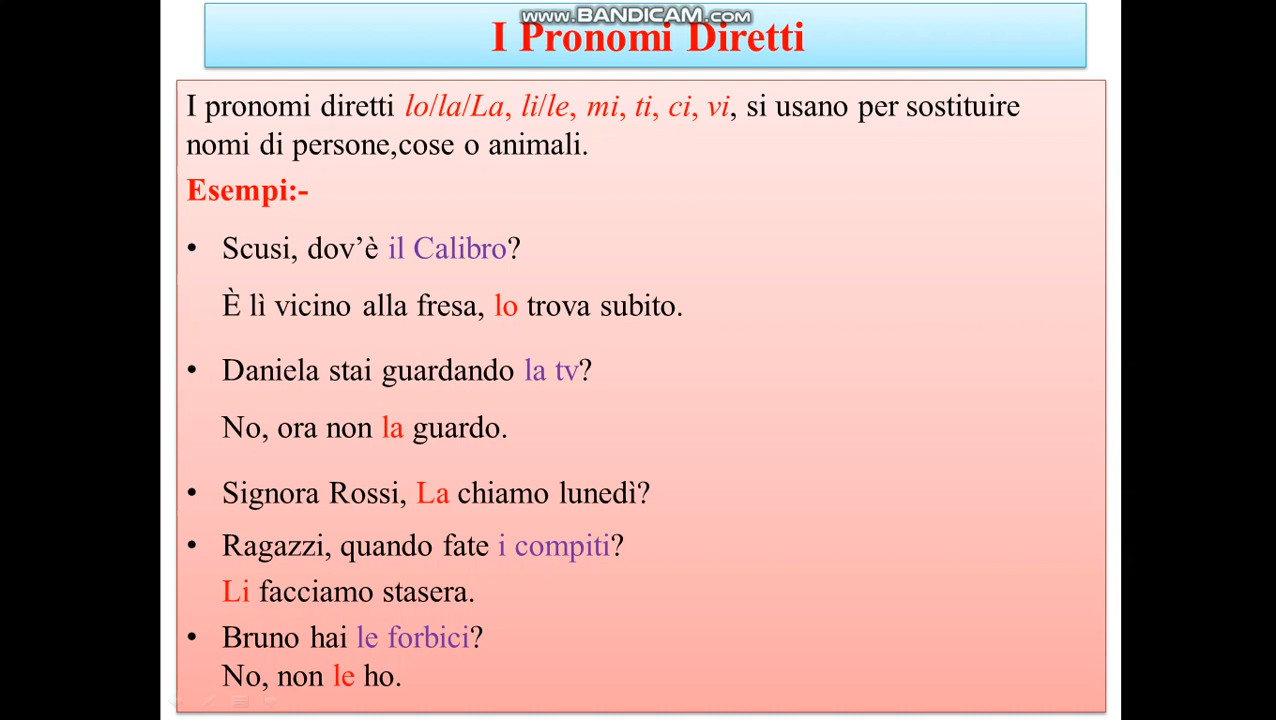 www.BANDICAM.com
I Pronomi Diretti
I pronomi diretti lo/la/La, li/le, mi, ti, ci, vi, si usano per sostituire
nomi di persone,cose o animali.
Esempi:-
• Scusi, dov’è il Calibro?
È lì vicino alla fresa, lo trova subito.
• Daniela stai guardando la tv?
No, ora non la guardo.
• Signora Rossi, La chiamo lunedì?
• Ragazzi, quando fate i compiti?
Li facciamo stasera.
• Bruno hai le forbici?
No, non le ho.